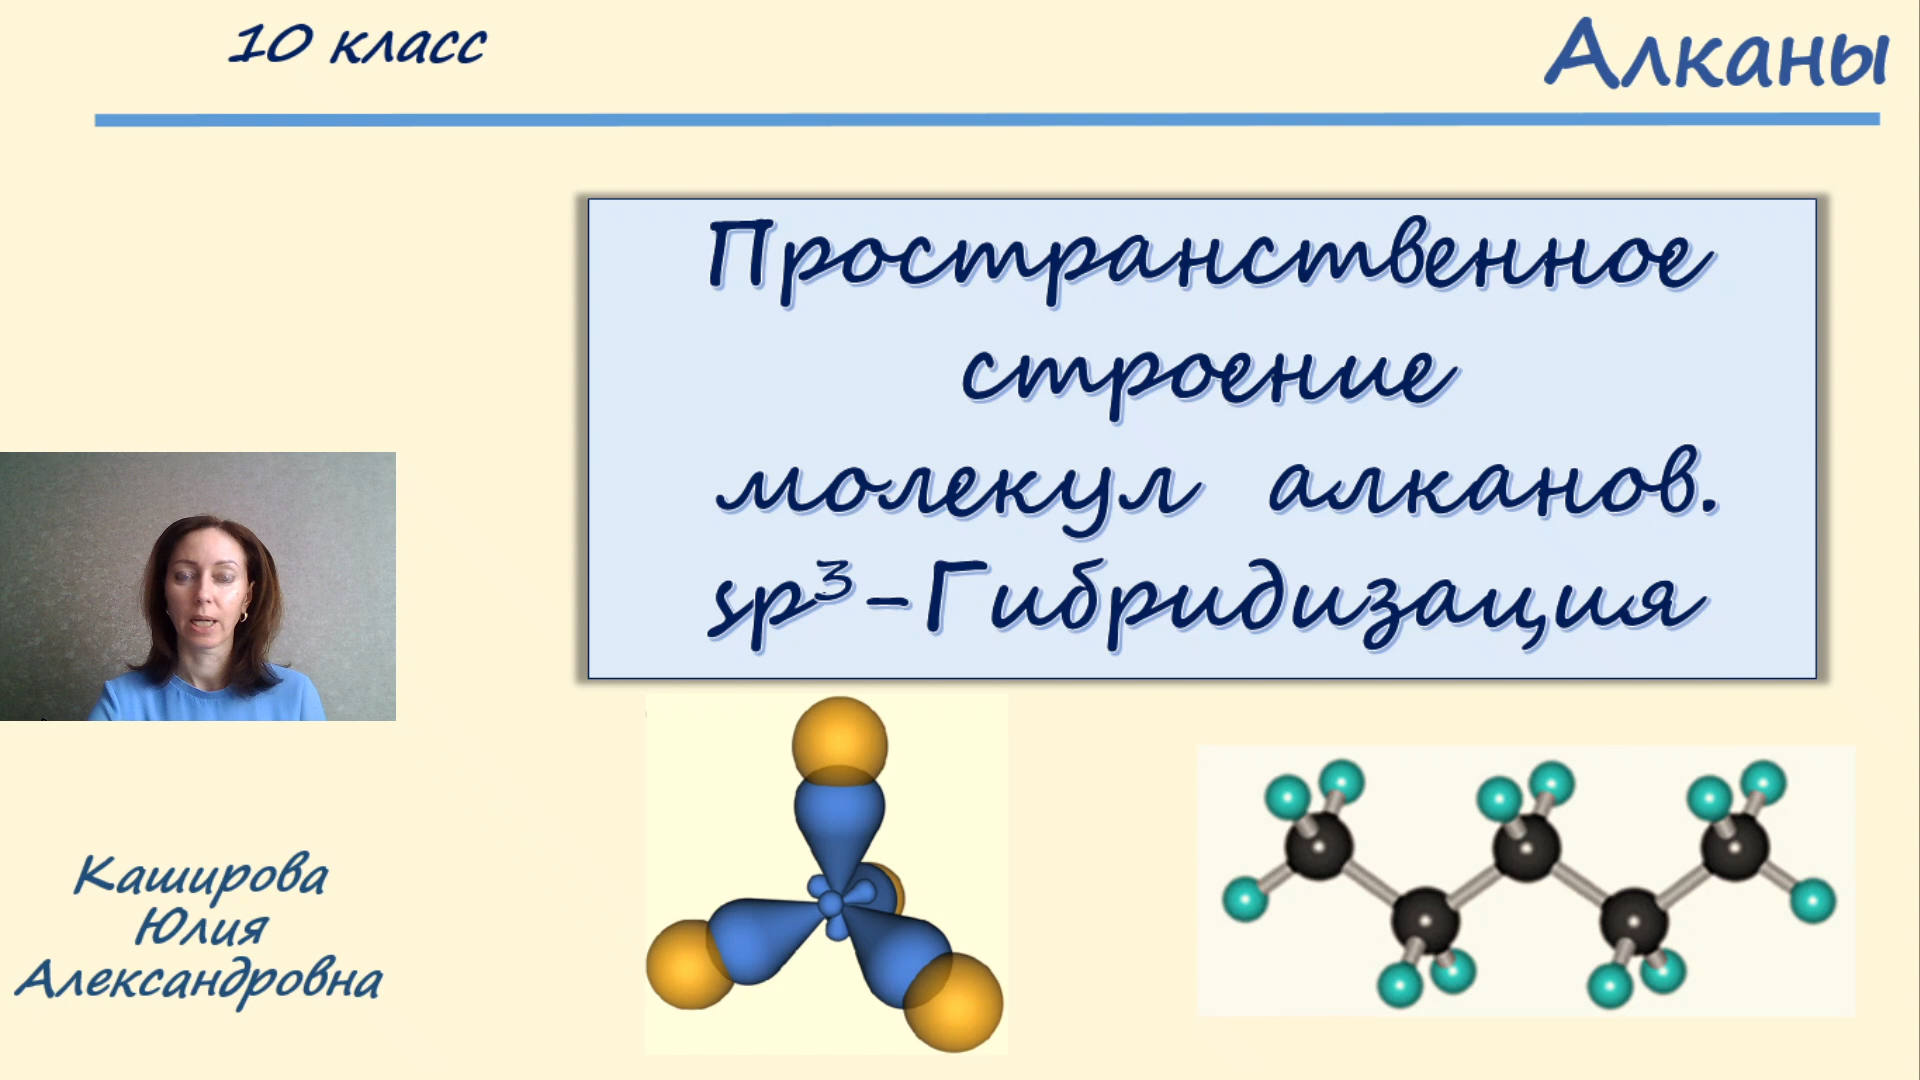 10 класс
Алканы
Пространственное
строение
молекул алканов.
sp³-Гибридизация
Каширова
Юлия
Александровна